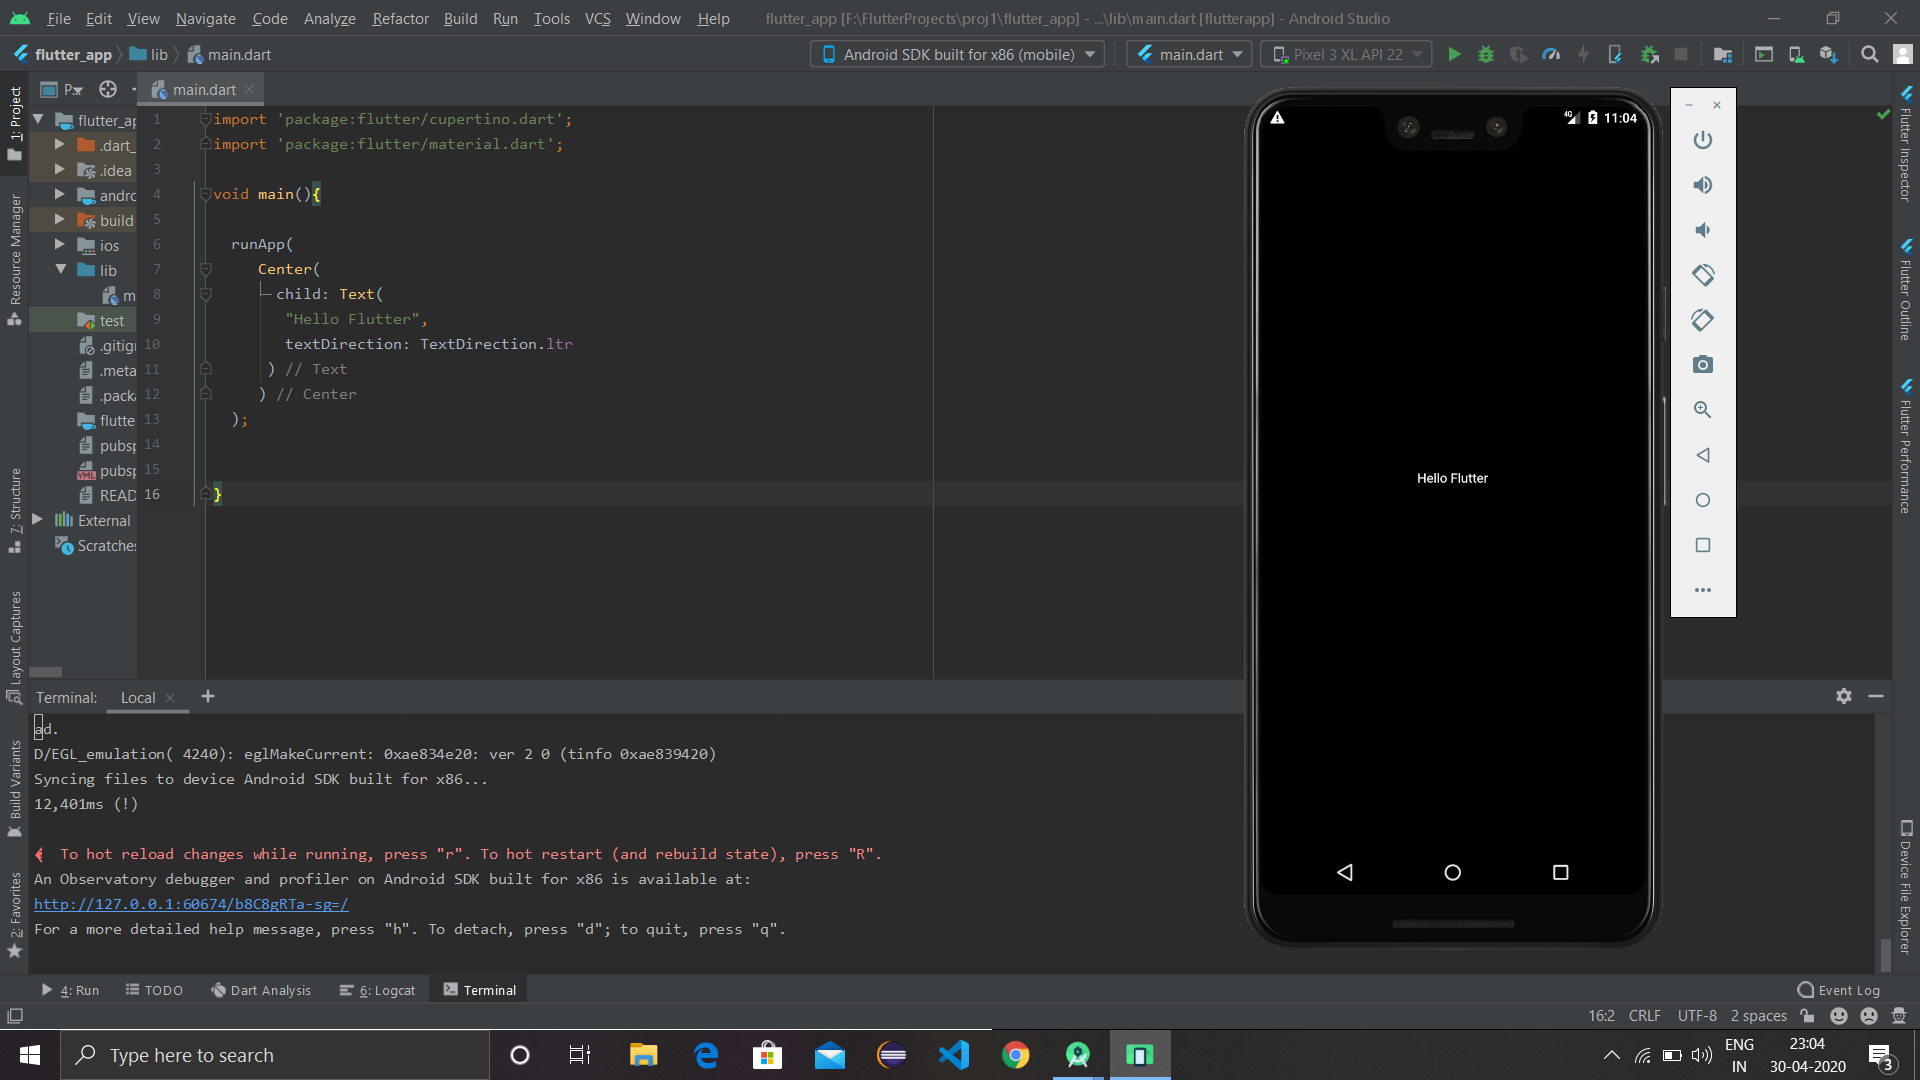 File Edit View Navigate Code Analyze Refactor Build Run Tools VCS Window Help flutter_app [F:\FlutterProjects\proj1\flutter_app] - ...\lib\main.dart [flutterapp] - Android Studio
flutter_app lib main.dart Android SDK built for x86 (mobile) main.dart Pixel 3 XL API 22
1: Project
Resource Manager
7: Structure
Layout Captures
Build Variants
2: Favorites
P.. main.dart
flutter_ap
.dart_
.idea
andro
build
ios
lib
m
test
.gitign
.meta
.packa
flutte
pubsp
pubsp
READ
External
Scratches
1 import 'package:flutter/cupertino.dart';
2 import 'package:flutter/material.dart';
3
4 void main(){
5
6 runApp(
7 Center(
8 child: Text(
9 "Hello Flutter",
10 textDirection: TextDirection.ltr
11 ) // Text
12 ) // Center
13 );
14
15
16 }
4G 11:04
Hello Flutter
Flutter Inspector
Flutter Outline
Flutter Performance
Device File Explorer
Terminal: Local +
ad.
D/EGL_emulation( 4240): eglMakeCurrent: 0xae834e20: ver 2 0 (tinfo 0xae839420)
Syncing files to device Android SDK built for x86...
12,401ms (!)
To hot reload changes while running, press "r". To hot restart (and rebuild state), press "R".
An Observatory debugger and profiler on Android SDK built for x86 is available at:
http://127.0.0.1:60674/b8C8gRTa-sg=/
For a more detailed help message, press "h". To detach, press "d"; to quit, press "q".
4: Run TODO Dart Analysis 6: Logcat Terminal Event Log
16:2 CRLF UTF-8 2 spaces
Type here to search
ENG
IN
23:04
30-04-2020
3